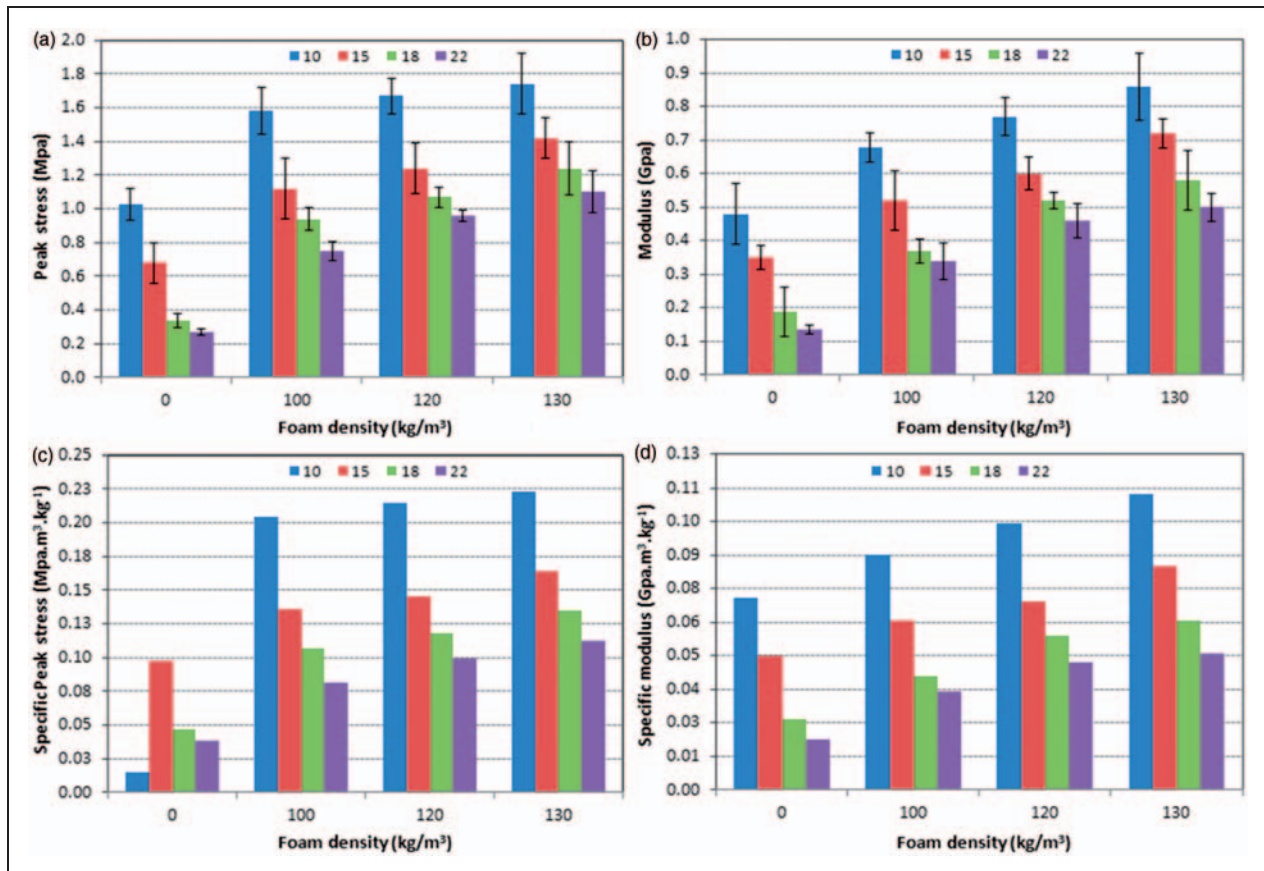 (a)
2.0
1.8
1.6
1.4
1.2
1.0
0.8
0.6
0.4
0.2
0.0
Peak stress (Mpa)
10 15 18 22
0 100 120 130
Foam density (kg/m³)
(b)
1.0
0.9
0.8
0.7
0.6
0.5
0.4
0.3
0.2
0.1
0.0
Modulus (Gpa)
10 15 18 22
0 100 120 130
Foam density (kg/m³)
(c)
0.25
0.23
0.20
0.18
0.15
0.13
0.10
0.08
0.05
0.03
0.00
Specific Peak stress (Mpa.m³.kg⁻¹)
10 15 18 22
0 100 120 130
Foam density (kg/m³)
(d)
0.13
0.11
0.10
0.09
0.08
0.06
0.05
0.04
0.03
0.01
0.00
Specific modulus (Gpa.m³.kg⁻¹)
10 15 18 22
0 100 120 130
Foam density (kg/m³)